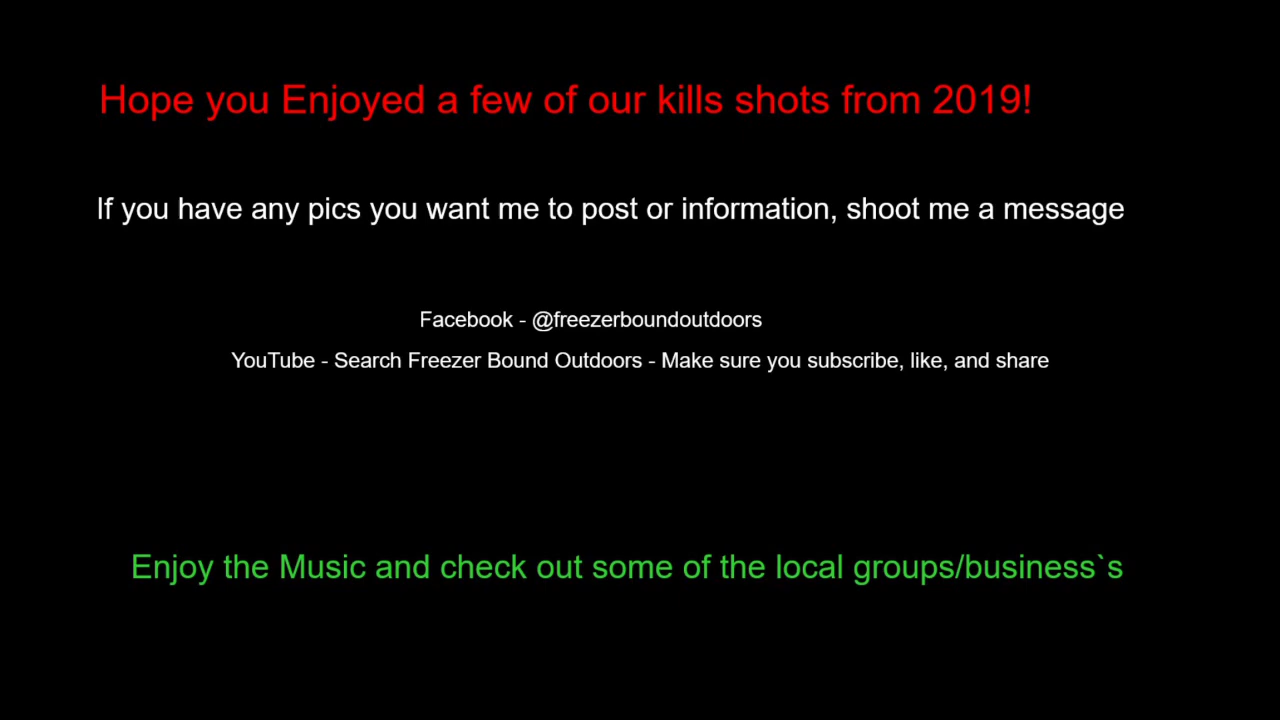 Hope you Enjoyed a few of our kills shots from 2019!
If you have any pics you want me to post or information, shoot me a message
Facebook - @freezerboundoutdoors
YouTube - Search Freezer Bound Outdoors - Make sure you subscribe, like, and share
Enjoy the Music and check out some of the local groups/business`s